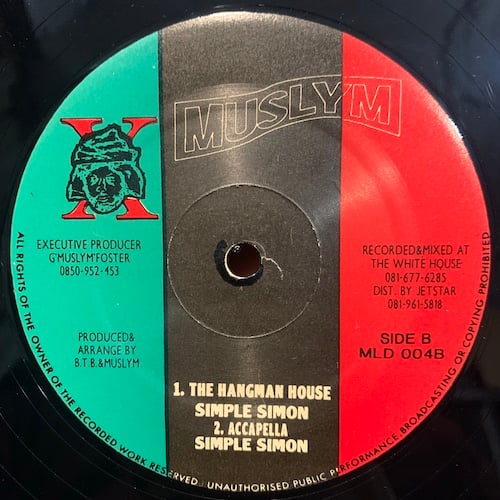 MUSLYM
X
EXECUTIVE PRODUCER
G'MUSLYM'FOSTER
0850-952-453
PRODUCED&
ARRANGE BY
B.T.B.&MUSLYM
RECORDED&MIXED AT
THE WHITE HOUSE
081-677-6285
DIST. BY JETSTAR
081-961-5818
SIDE B
MLD 004B
1. THE HANGMAN HOUSE
SIMPLE SIMON
2. ACCAPELLA
SIMPLE SIMON
ALL RIGHTS OF THE OWNER OF THE RECORDED WORK RESERVED / UNAUTHORISED PUBLIC PERFORMANCE BROADCASTING OR COPYING PROHIBITED